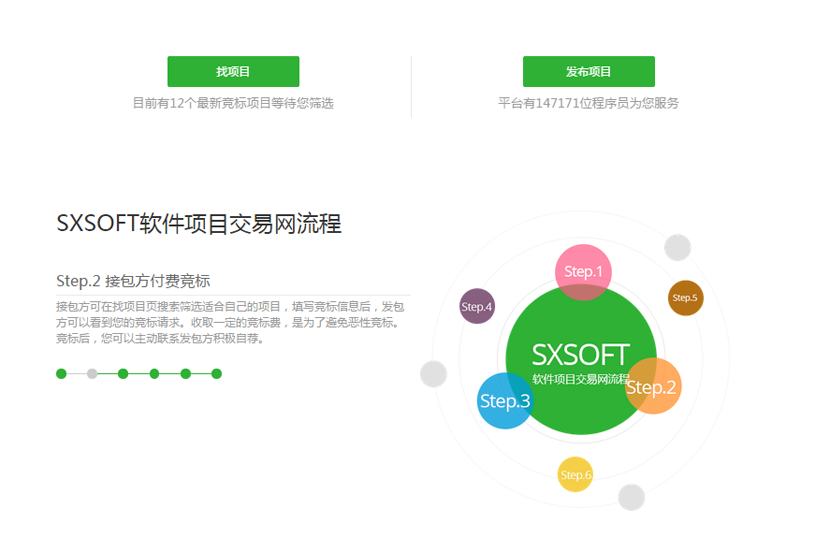 找项目
目前有12个最新竞标项目等待您筛选
发布项目
平台有147171位程序员为您服务
SXSOFT软件项目交易网流程
Step.2 接包方付费竞标
接包方可在找项目页搜索筛选适合自己的项目，填写竞标信息后，发包
方可以看到您的竞标请求。收取一定的竞标费，是为了避免恶性竞标。
竞标后，您可以主动联系发包方积极自荐。
Step.1
Step.5
Step.4
SXSOFT
软件项目交易网流程
Step.2
Step.3
Step.6